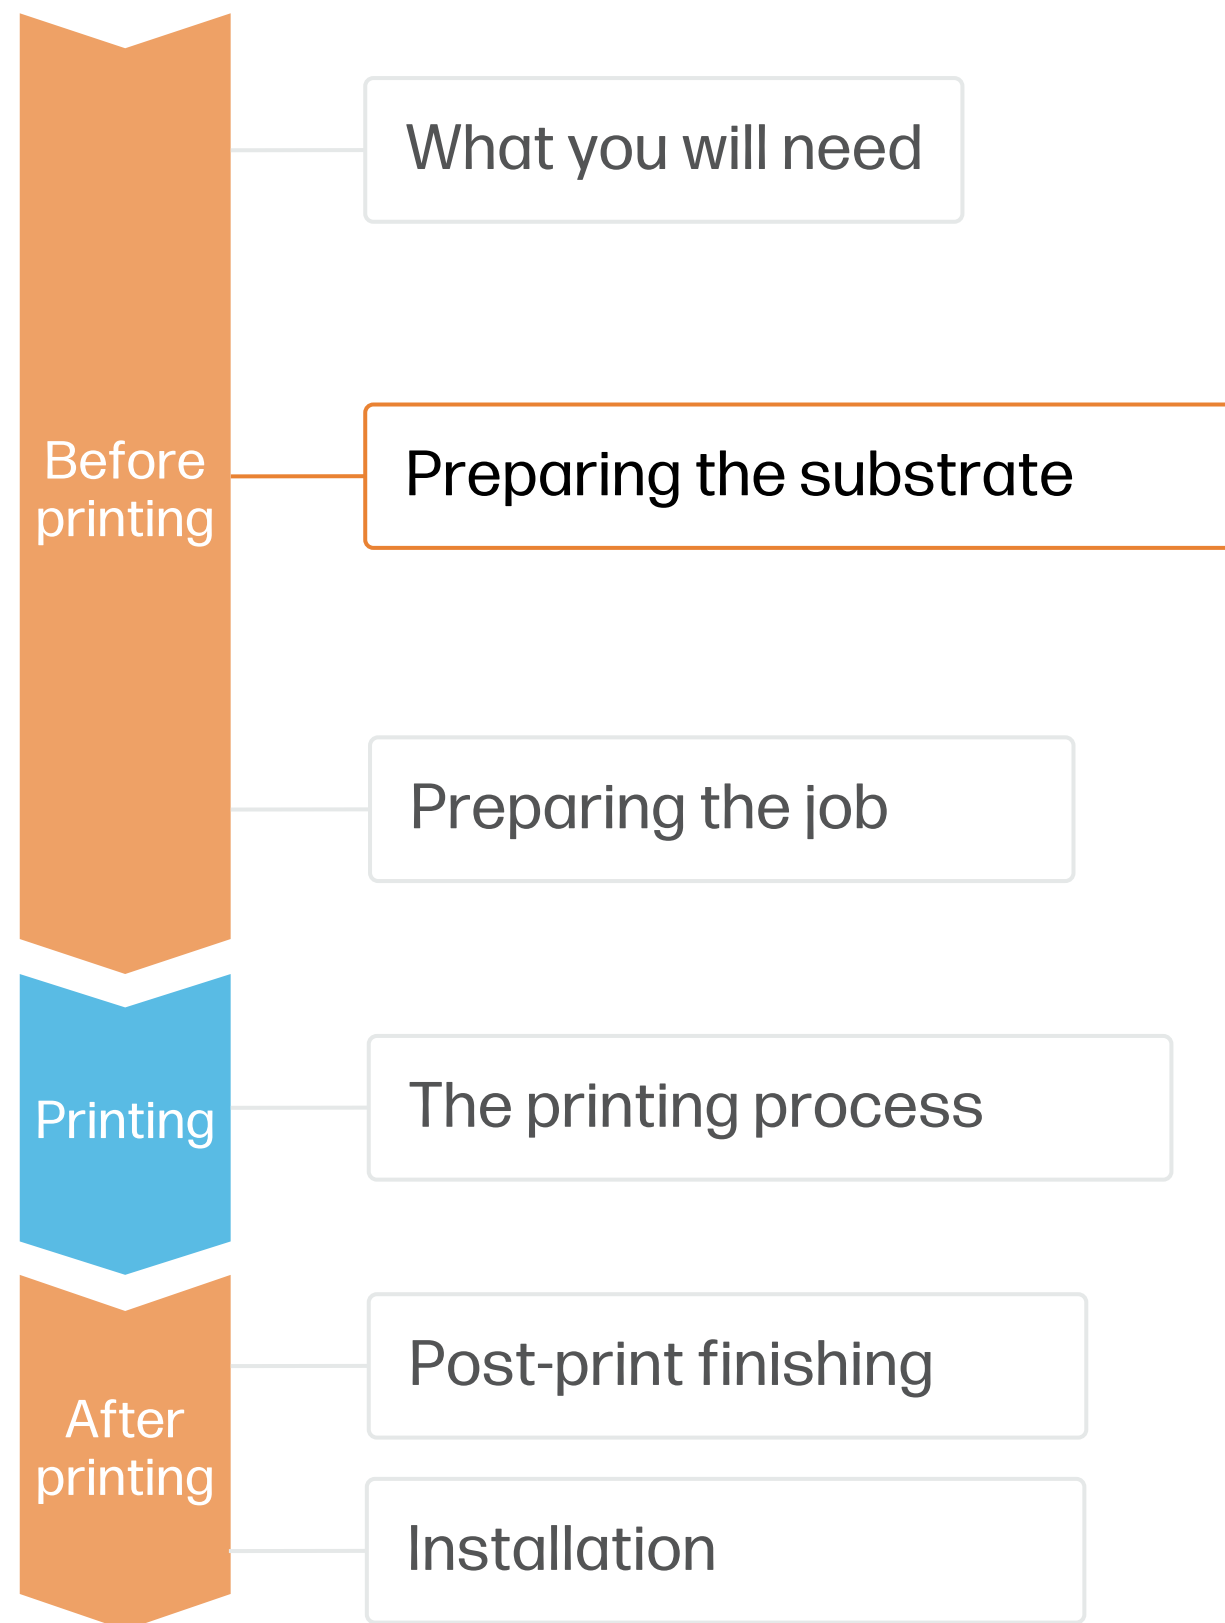 What you will need
Before
printing
Preparing the substrate
Preparing the job
Printing
The printing process
After
printing
Post-print finishing
Installation